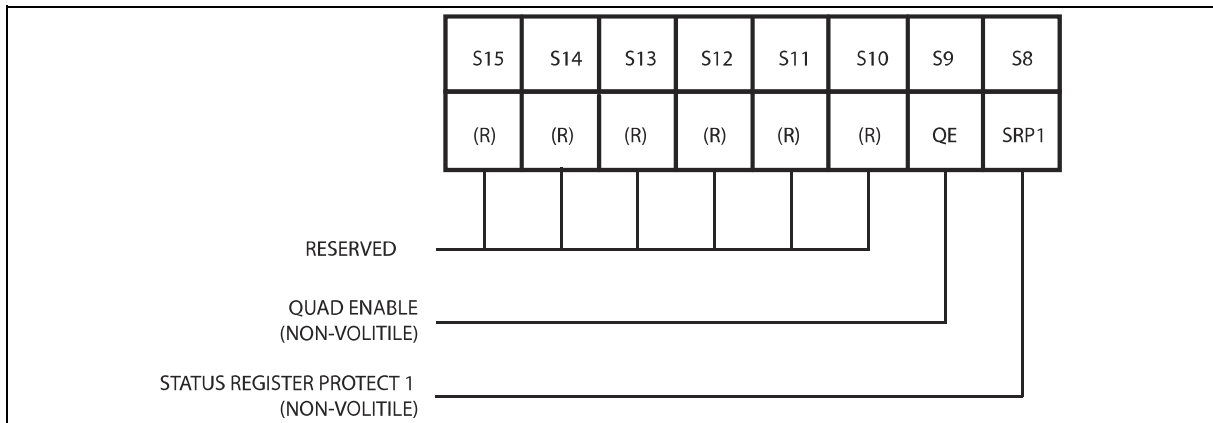 S15 S14 S13 S12 S11 S10 S9 S8
(R) (R) (R) (R) (R) (R) QE SRP1
RESERVED
QUAD ENABLE
(NON-VOLITILE)
STATUS REGISTER PROTECT 1
(NON-VOLITILE)